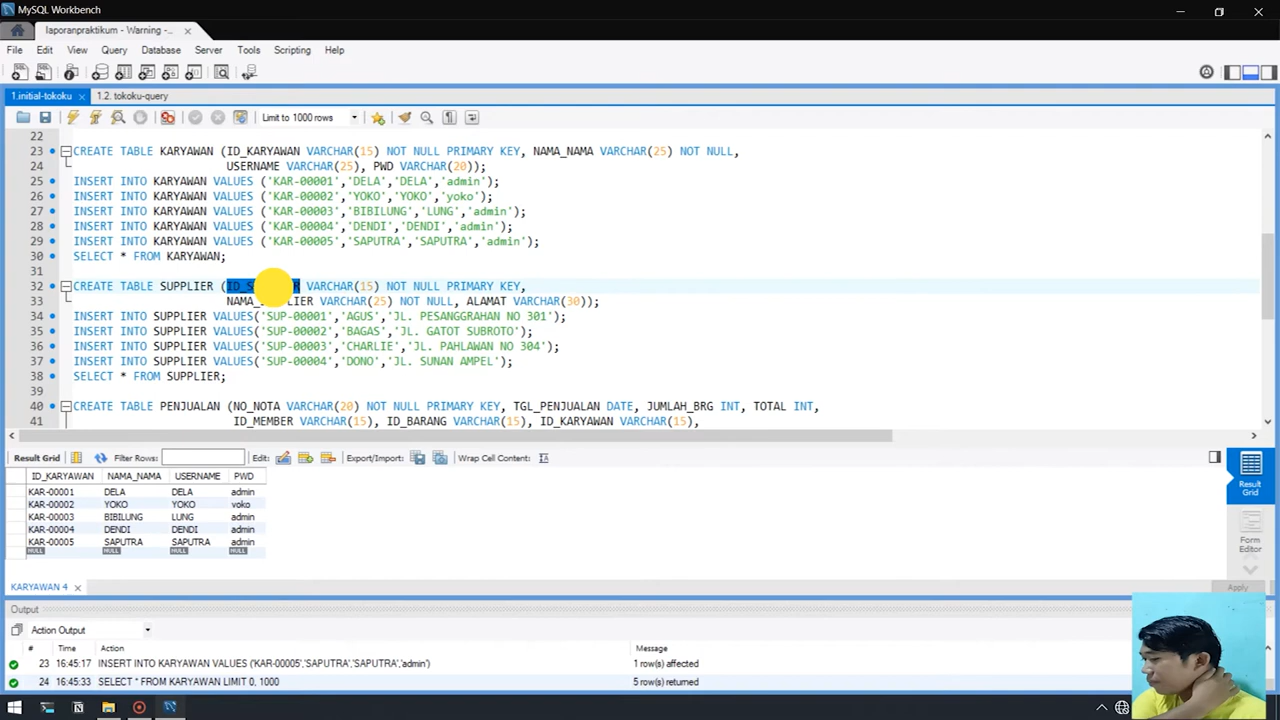 MySQL Workbench
laporanpraktikum - Warning -...
File Edit View Query Database Server Tools Scripting Help
1.initial-tokoku 1.2. tokoku-query
Limit to 1000 rows
22
23 CREATE TABLE KARYAWAN (ID_KARYAWAN VARCHAR(15) NOT NULL PRIMARY KEY, NAMA_NAMA VARCHAR(25) NOT NULL,
24 USERNAME VARCHAR(25), PWD VARCHAR(20));
25 INSERT INTO KARYAWAN VALUES ('KAR-00001','DELA','DELA','admin');
26 INSERT INTO KARYAWAN VALUES ('KAR-00002','YOKO','YOKO','yoko');
27 INSERT INTO KARYAWAN VALUES ('KAR-00003','BIBILUNG','LUNG','admin');
28 INSERT INTO KARYAWAN VALUES ('KAR-00004','DENDI','DENDI','admin');
29 INSERT INTO KARYAWAN VALUES ('KAR-00005','SAPUTRA','SAPUTRA','admin');
30 SELECT * FROM KARYAWAN;
31
32 CREATE TABLE SUPPLIER ( VARCHAR(15) NOT NULL PRIMARY KEY,
33 VARCHAR(25) NOT NULL, ALAMAT VARCHAR(30));
34 INSERT INTO SUPPLIER VALUES('SUP-00001','AGUS','JL. PESANGGRAHAN NO 301');
35 INSERT INTO SUPPLIER VALUES('SUP-00002','BAGAS','JL. GATOT SUBROTO');
36 INSERT INTO SUPPLIER VALUES('SUP-00003','CHARLIE','JL. PAHLAWAN NO 304');
37 INSERT INTO SUPPLIER VALUES('SUP-00004','DONO','JL. SUNAN AMPEL');
38 SELECT * FROM SUPPLIER;
39
40 CREATE TABLE PENJUALAN (NO_NOTA VARCHAR(20) NOT NULL PRIMARY KEY, TGL_PENJUALAN DATE, JUMLAH_BRG INT, TOTAL INT,
41 ID_MEMBER VARCHAR(15), ID_BARANG VARCHAR(15), ID_KARYAWAN VARCHAR(15),
Result Grid Filter Rows: Edit: Export/Import: Wrap Cell Content:
ID_KARYAWAN NAMA_NAMA USERNAME PWD
KAR-00001 DELA DELA admin
KAR-00002 YOKO YOKO yoko
KAR-00003 BIBILUNG LUNG admin
KAR-00004 DENDI DENDI admin
KAR-00005 SAPUTRA SAPUTRA admin
NULL NULL NULL NULL
Result
Grid
Form
Editor
KARYAWAN 4 Apply
Output
Action Output
# Time Action Message
23 16:45:17 INSERT INTO KARYAWAN VALUES ('KAR-00005','SAPUTRA','SAPUTRA','admin') 1 row(s) affected
24 16:45:33 SELECT * FROM KARYAWAN LIMIT 0, 1000 5 row(s) returned